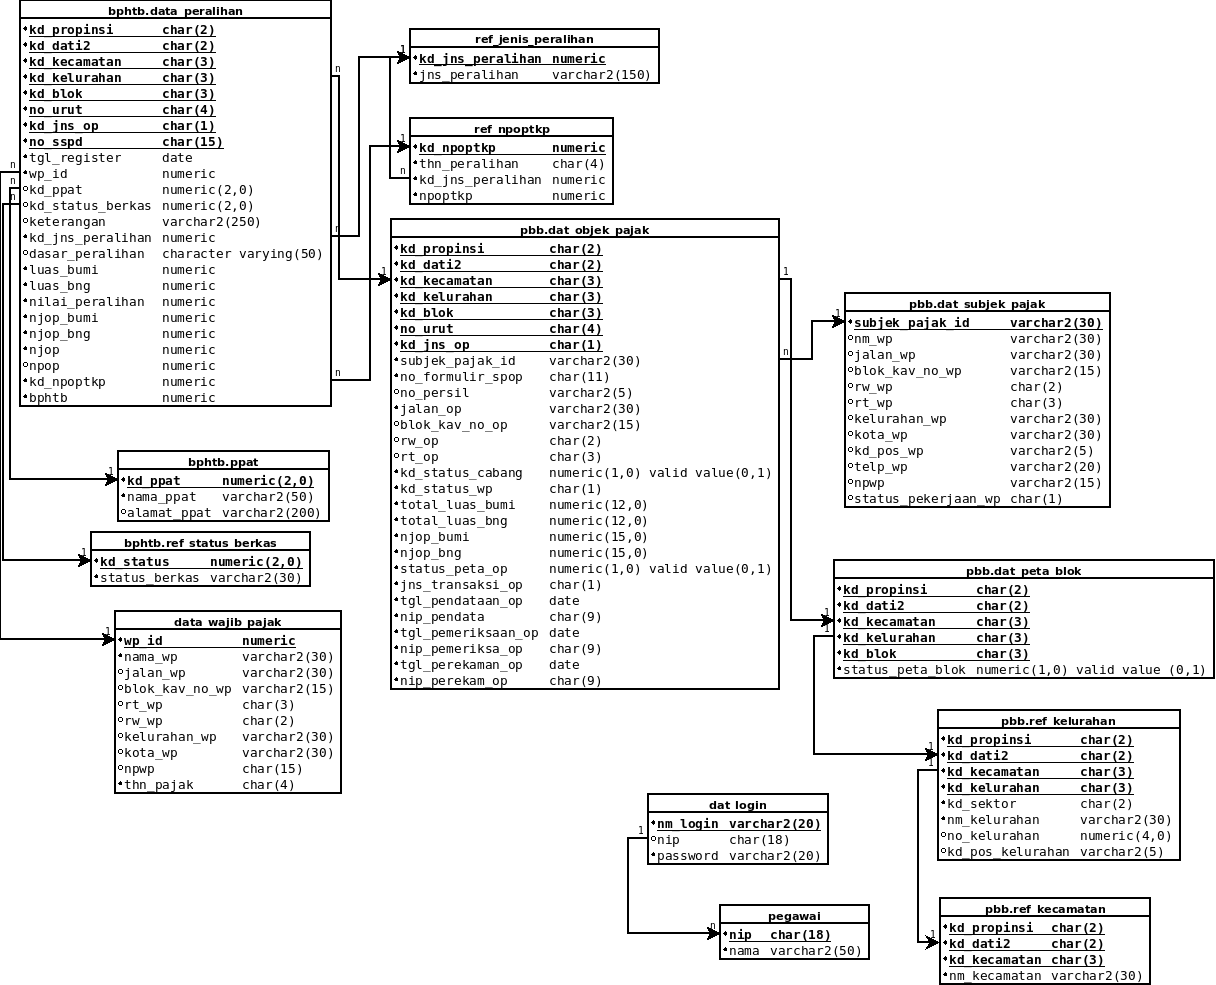 bphtb.data_peralihan
kd_propinsi char(2)
kd_dati2 char(2)
kd_kecamatan char(3)
kd_kelurahan char(3)
kd_blok char(3)
no_urut char(4)
kd_jns_op char(1)
no_sspd char(15)
tgl_register date
wp_id numeric
kd_ppat numeric(2,0)
kd_status_berkas numeric(2,0)
keterangan varchar2(250)
kd_jns_peralihan numeric
dasar_peralihan character varying(50)
luas_bumi numeric
luas_bng numeric
nilai_peralihan numeric
njop_bumi numeric
njop_bng numeric
njop numeric
npop numeric
kd_npoptkp numeric
bphtb numeric
n
n
n
n
n
n
ref_jenis_peralihan
1
kd_jns_peralihan numeric
jns_peralihan varchar2(150)
ref_npoptkp
1
kd_npoptkp numeric
thn_peralihan char(4)
n
kd_jns_peralihan numeric
npoptkp numeric
pbb.dat_objek_pajak
kd_propinsi char(2)
kd_dati2 char(2)
1
kd_kecamatan char(3)
kd_kelurahan char(3)
kd_blok char(3)
no_urut char(4)
kd_jns_op char(1)
subjek_pajak_id varchar2(30)
no_formulir_spop char(11)
no_persil varchar2(5)
jalan_op varchar2(30)
blok_kav_no_op varchar2(15)
rw_op char(2)
rt_op char(3)
kd_status_cabang numeric(1,0) valid value(0,1)
kd_status_wp char(1)
total_luas_bumi numeric(12,0)
total_luas_bng numeric(12,0)
njop_bumi numeric(15,0)
njop_bng numeric(15,0)
status_peta_op numeric(1,0) valid value(0,1)
jns_transaksi_op char(1)
tgl_pendataan_op date
nip_pendata char(9)
tgl_pemeriksaan_op date
nip_pemeriksa_op char(9)
tgl_perekaman_op date
nip_perekam_op char(9)
1
n
pbb.dat_subjek_pajak
1
subjek_pajak_id varchar2(30)
nm_wp varchar2(30)
jalan_wp varchar2(30)
blok_kav_no_wp varchar2(15)
rw_wp char(2)
rt_wp char(3)
kelurahan_wp varchar2(30)
kota_wp varchar2(30)
kd_pos_wp varchar2(5)
telp_wp varchar2(20)
npwp varchar2(15)
status_pekerjaan_wp char(1)
bphtb.ppat
1
kd_ppat numeric(2,0)
nama_ppat varchar2(50)
alamat_ppat varchar2(200)
bphtb.ref_status_berkas
1
kd_status numeric(2,0)
status_berkas varchar2(30)
data_wajib_pajak
1
wp_id numeric
nama_wp varchar2(30)
jalan_wp varchar2(30)
blok_kav_no_wp varchar2(15)
rt_wp char(3)
rw_wp char(2)
kelurahan_wp varchar2(30)
kota_wp varchar2(30)
npwp char(15)
thn_pajak char(4)
pbb.dat_peta_blok
kd_propinsi char(2)
kd_dati2 char(2)
1
kd_kecamatan char(3)
1
kd_kelurahan char(3)
kd_blok char(3)
status_peta_blok numeric(1,0) valid value (0,1)
pbb.ref_kelurahan
kd_propinsi char(2)
1
kd_dati2 char(2)
1
kd_kecamatan char(3)
kd_kelurahan char(3)
kd_sektor char(2)
nm_kelurahan varchar2(30)
no_kelurahan numeric(4,0)
kd_pos_kelurahan varchar2(5)
dat_login
nm_login varchar2(20)
1
nip char(18)
password varchar2(20)
pegawai
n
nip char(18)
nama varchar2(50)
pbb.ref_kecamatan
kd_propinsi char(2)
1
kd_dati2 char(2)
kd_kecamatan char(3)
nm_kecamatan varchar2(30)